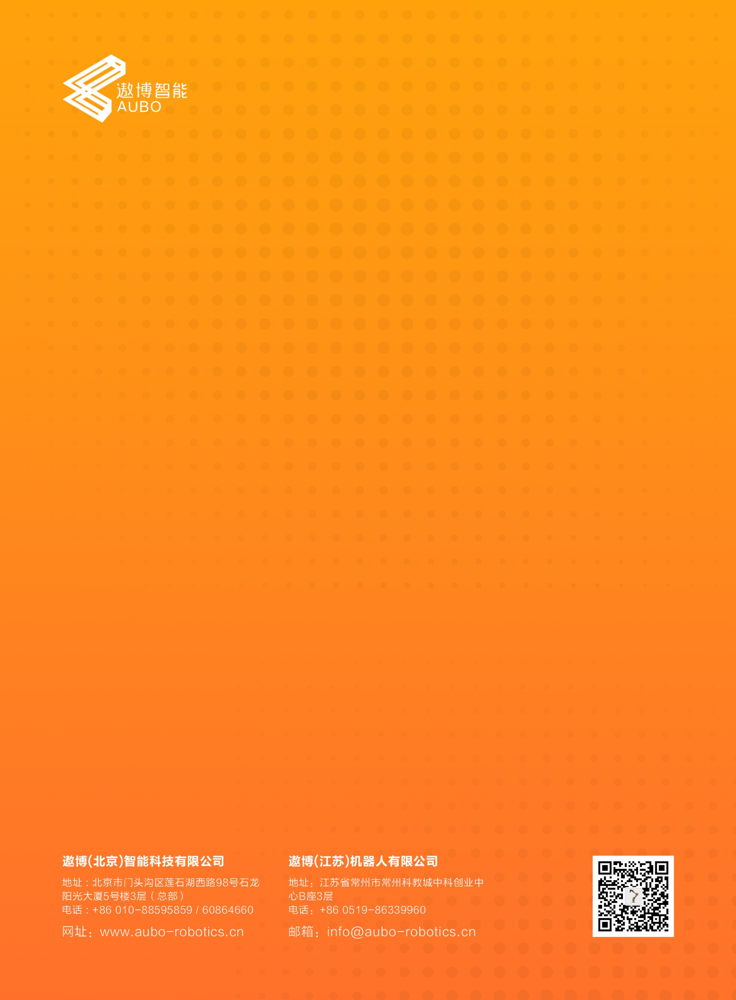 遨博智能
AUBO
遨博(北京)智能科技有限公司
地址：北京市门头沟区莲石湖西路98号石龙
阳光大厦5号楼3层（总部）
电话：+86 010-88595859 / 60864660
网址：www.aubo-robotics.cn
遨博(江苏)机器人有限公司
地址：江苏省常州市常州科教城中科创业中
心B座3层
电话：+86 0519-86339960
邮箱：info@aubo-robotics.cn